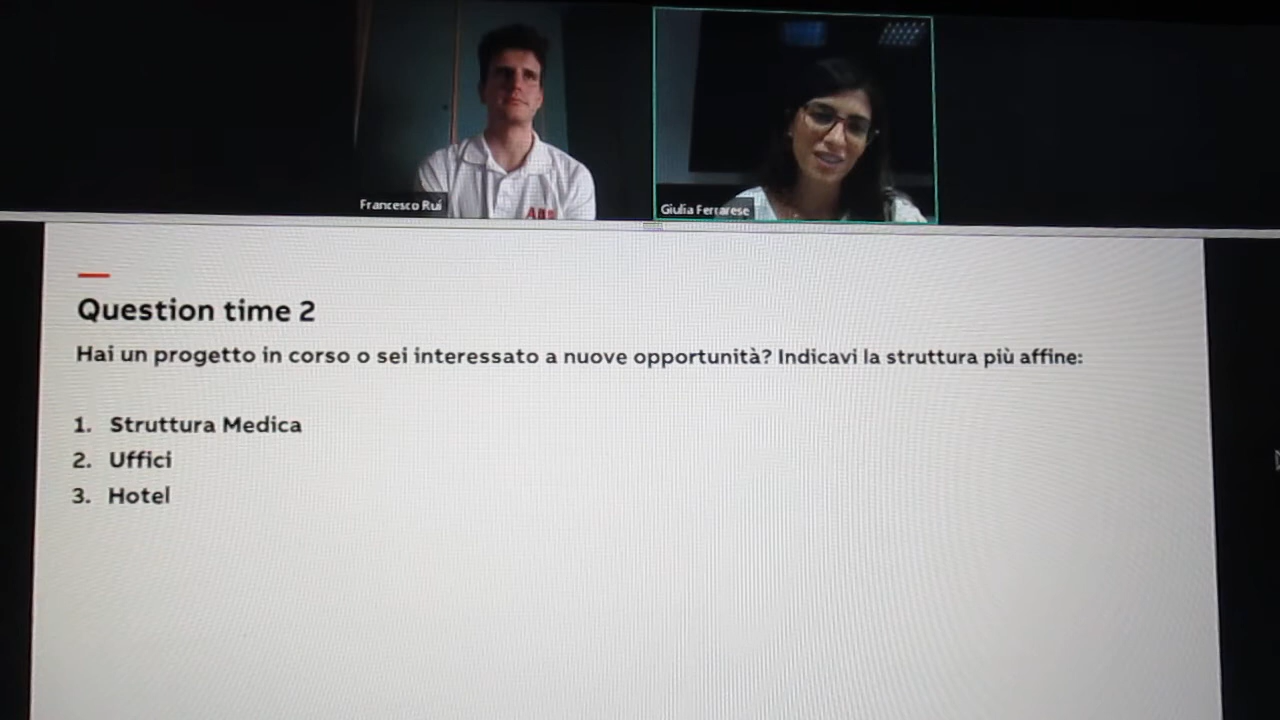 Francesco Rui
ABB
Giulia Ferrarese
Question time 2
Hai un progetto in corso o sei interessato a nuove opportunità? Indicavi la struttura più affine:
1. Struttura Medica
2. Uffici
3. Hotel